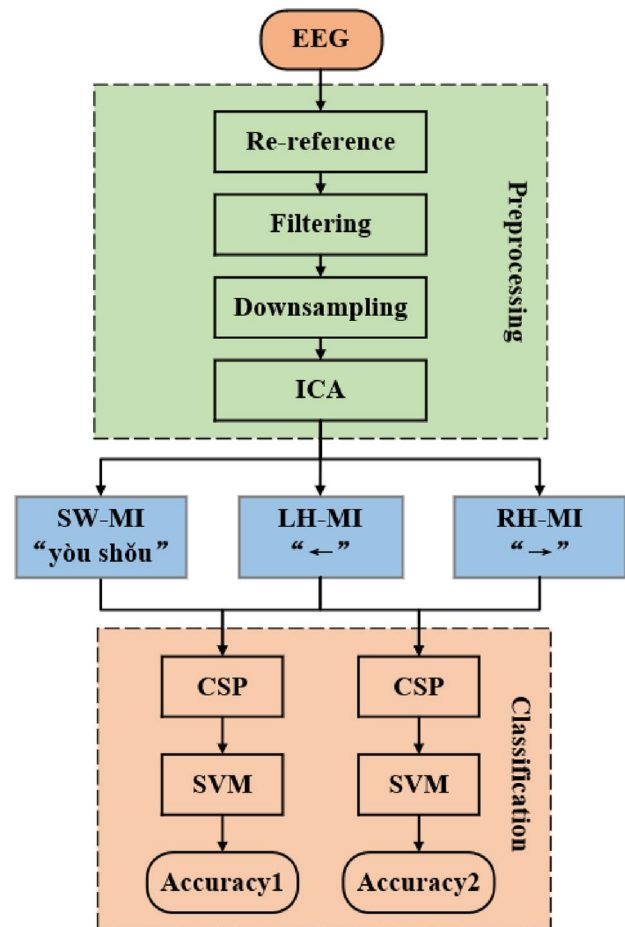 EEG
Re-reference
Filtering
Downsampling
ICA
Preprocessing
SW-MI
“yòu shǒu”
LH-MI
“←”
RH-MI
“→”
CSP
CSP
SVM
SVM
Accuracy1
Accuracy2
Classification